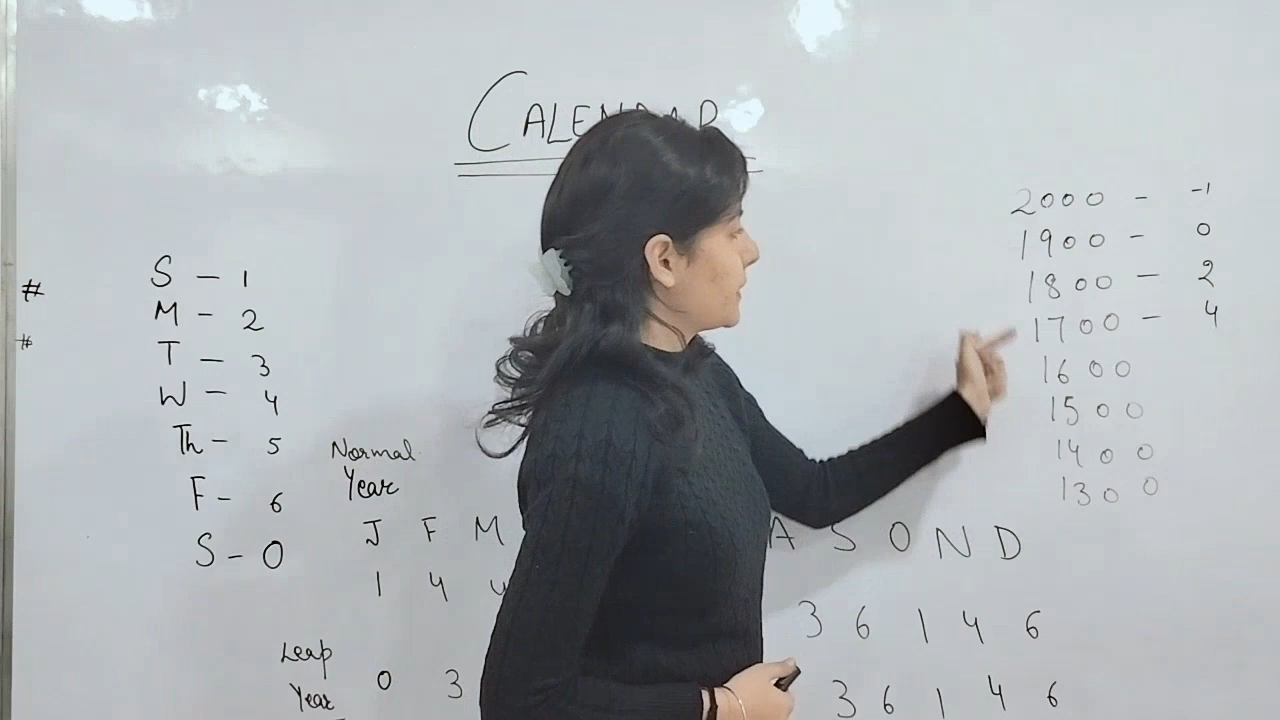 CALENDAR
2000 - -1
1900 - 0
1800 - 2
1700 - 4
1600
1500
1400
1300
# S - 1
# M - 2
T - 3
W - 4
Th - 5
F - 6
S - 0
Normal
Year
J F M A S O N D
1 4 4 3 6 1 4 6
Leap
Year
0 3 3 6 1 4 6